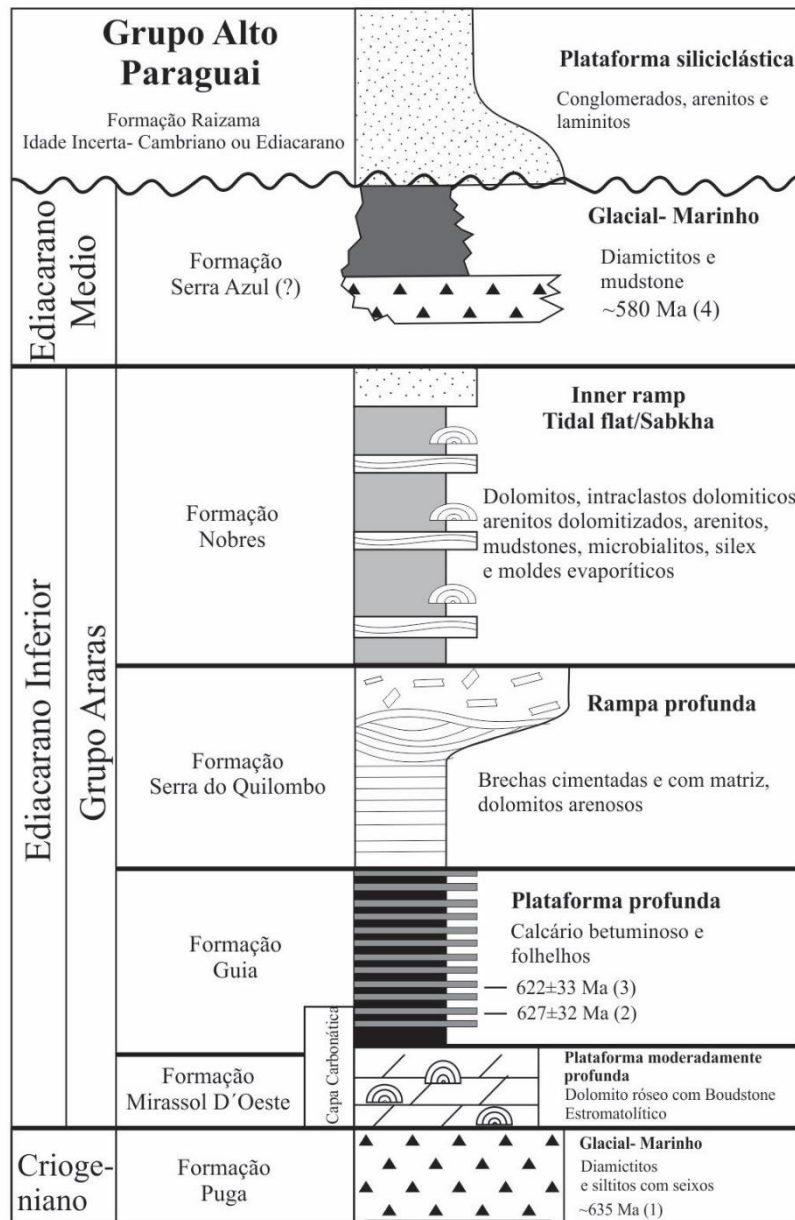 Grupo Alto
Paraguai
Formação Raizama
Idade Incerta- Cambriano ou Ediacarano
Plataforma siliciclástica
Conglomerados, arenitos e
laminitos
Ediacarano
Medio
Formação
Serra Azul (?)
Glacial- Marinho
Diamictitos e
mudstone
~580 Ma (4)
Ediacarano Inferior
Grupo Araras
Formação
Nobres
Inner ramp
Tidal flat/Sabkha
Dolomitos, intraclastos dolomiticos
arenitos dolomitizados, arenitos,
mudstones, microbialitos, silex
e moldes evaporíticos
Formação
Serra do Quilombo
Rampa profunda
Brechas cimentadas e com matriz,
dolomitos arenosos
Formação
Guia
Plataforma profunda
Calcário betuminoso e
folhelhos
622±33 Ma (3)
627±32 Ma (2)
Capa Carbonática
Formação
Mirassol D´Oeste
Plataforma moderadamente
profunda
Dolomito róseo com Boudstone
Estromatolítico
Crioge-
niano
Formação
Puga
Glacial- Marinho
Diamictitos
e siltitos com seixos
~635 Ma (1)